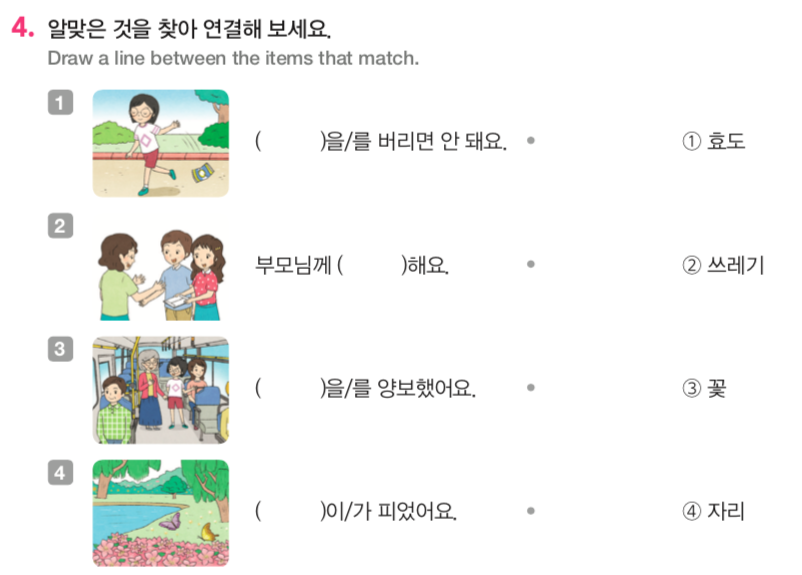 4. 알맞은 것을 찾아 연결해 보세요.
Draw a line between the items that match.
1 (        )을/를 버리면 안 돼요. • ① 효도
2 부모님께 (        )해요. • ② 쓰레기
3 (        )을/를 양보했어요. • ③ 꽃
4 (        )이/가 피었어요. • ④ 자리